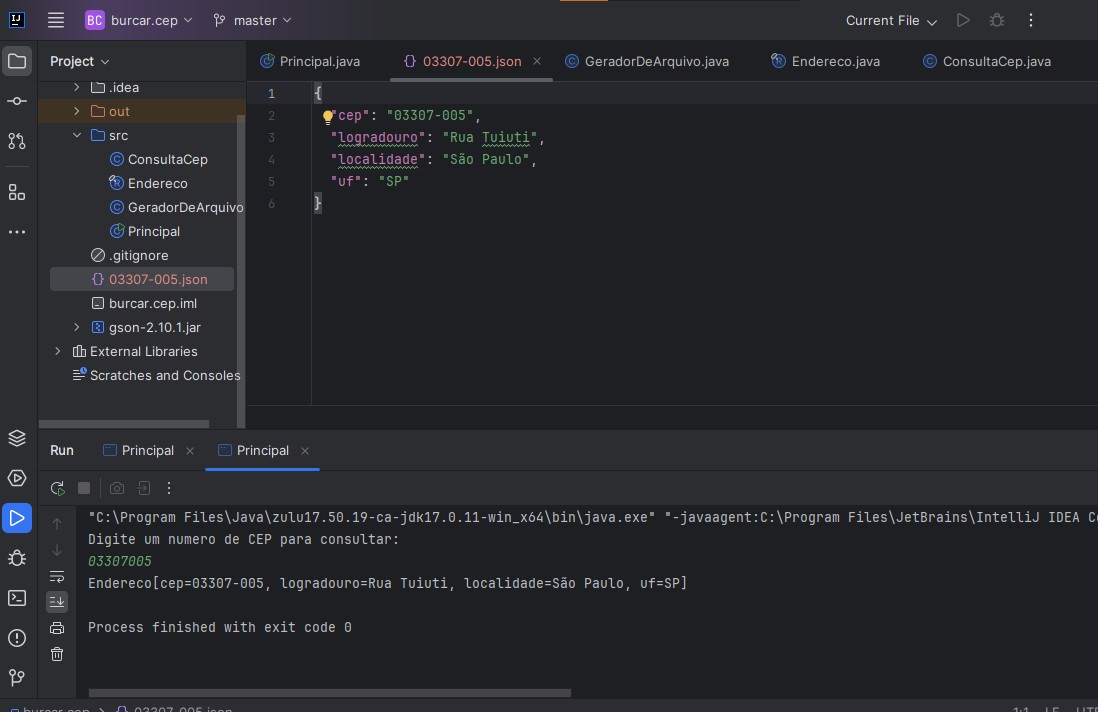 BC burcar.cep master Current File
Project Principal.java 03307-005.json GeradorDeArquivo.java Endereco.java ConsultaCep.java
.idea
out
src
ConsultaCep
Endereco
GeradorDeArquivo
Principal
.gitignore
03307-005.json
burcar.cep.iml
gson-2.10.1.jar
External Libraries
Scratches and Consoles
1 {
2 "cep": "03307-005",
3 "logradouro": "Rua Tuiuti",
4 "localidade": "São Paulo",
5 "uf": "SP"
6 }
Run Principal Principal
"C:\Program Files\Java\zulu17.50.19-ca-jdk17.0.11-win_x64\bin\java.exe" "-javaagent:C:\Program Files\JetBrains\IntelliJ IDEA
Digite um numero de CEP para consultar:
03307005
Endereco[cep=03307-005, logradouro=Rua Tuiuti, localidade=São Paulo, uf=SP]
Process finished with exit code 0
burcar.cep 03307-005.json 1:1 LF